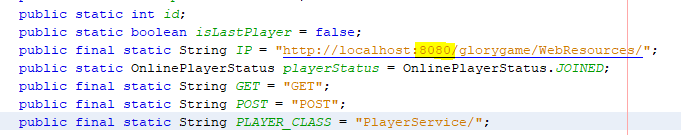 public static int id;
public static boolean isLastPlayer = false;
public final static String IP = "http://localhost:8080/glorygame/WebResources/";
public static OnlinePlayerStatus playerStatus = OnlinePlayerStatus.JOINED;
public final static String GET = "GET";
public final static String POST = "POST";
public final static String PLAYER_CLASS = "PlayerService/";